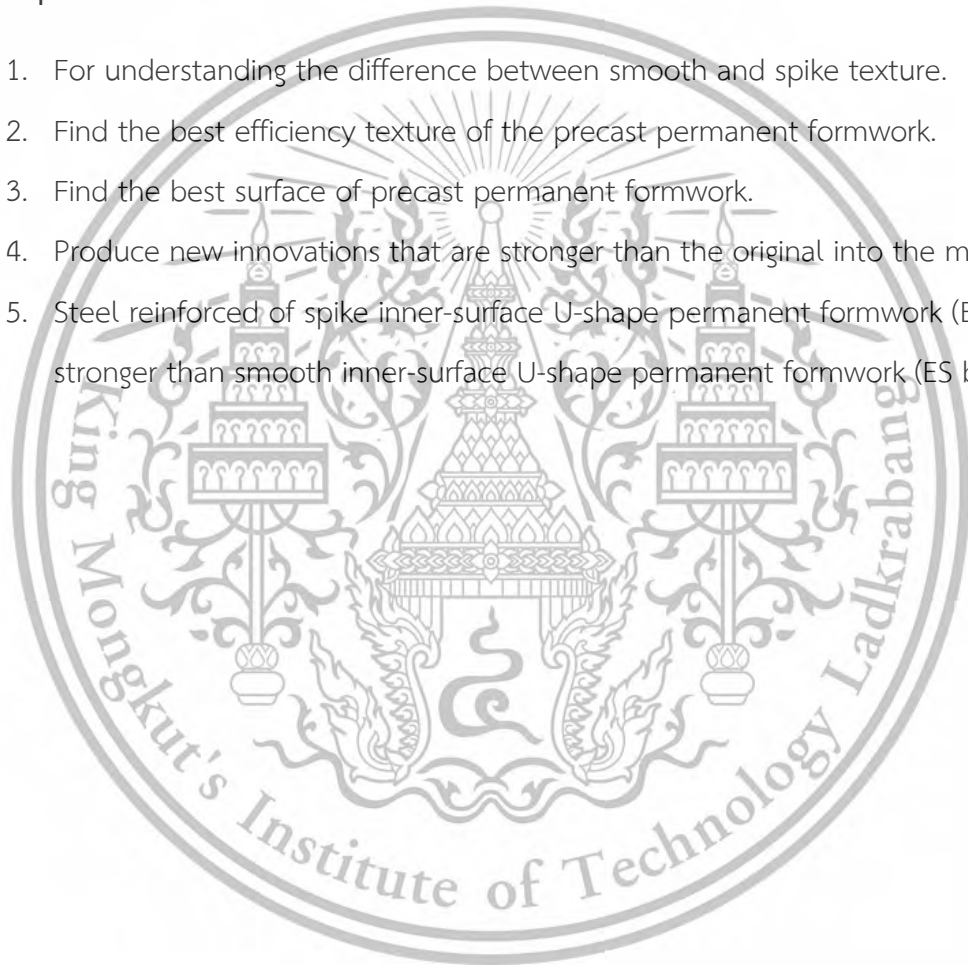 1. For understanding the difference between smooth and spike texture.
2. Find the best efficiency texture of the precast permanent formwork.
3. Find the best surface of precast permanent formwork.
4. Produce new innovations that are stronger than the original into the
5. Steel reinforced of spike inner-surface U-shape permanent formwork
stronger than smooth inner-surface U-shape permanent formwork (ES
King Mongkut's Institute of Technology Ladkrabang